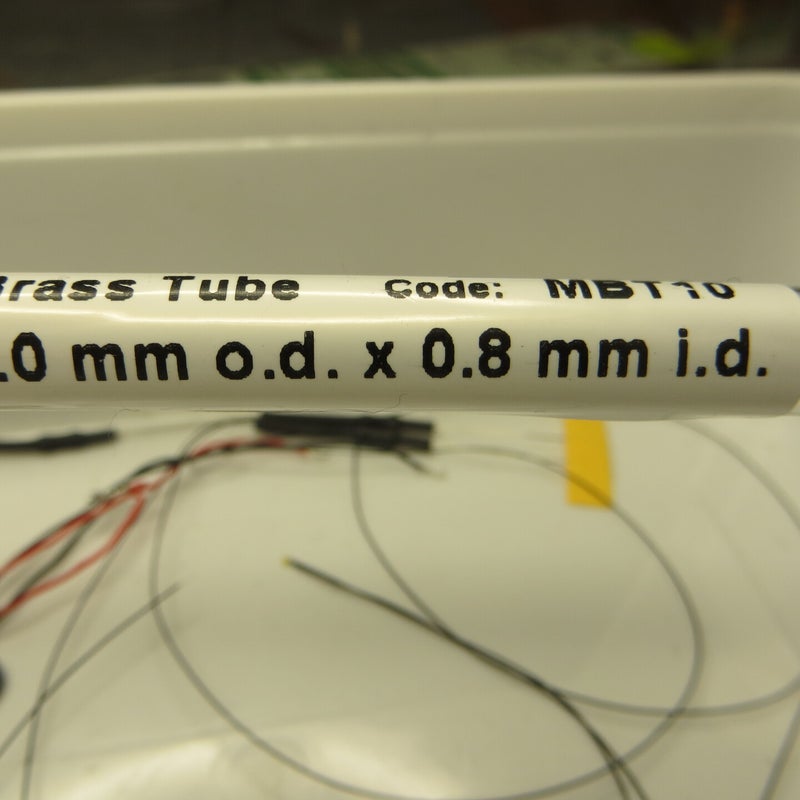 Brass Tube Code: MBT10
.0 mm o.d. x 0.8 mm i.d.